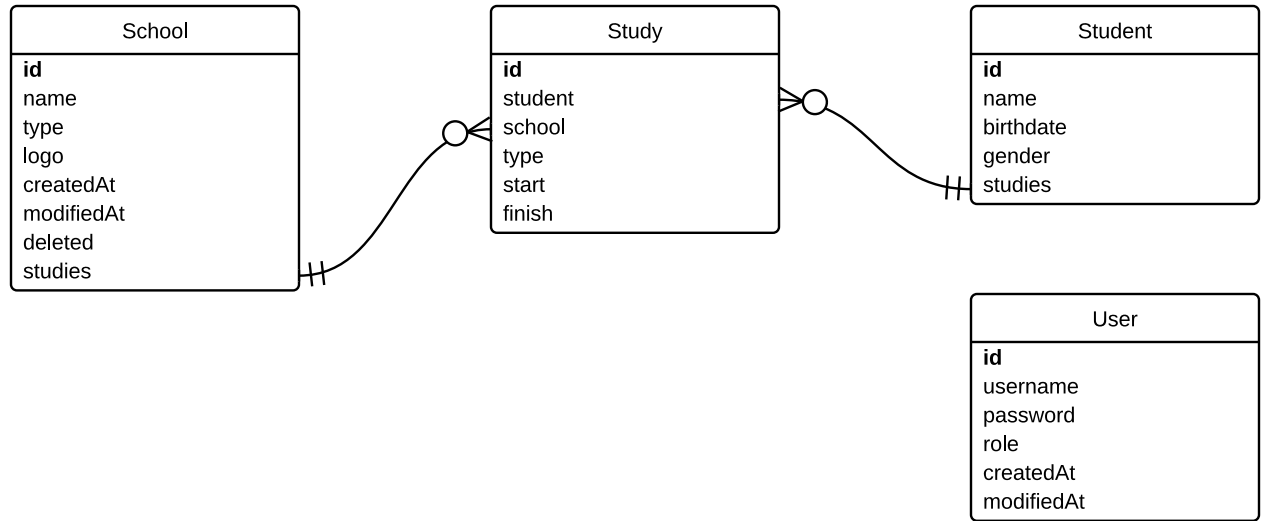 School
id
name
type
logo
createdAt
modifiedAt
deleted
studies
Study
id
student
school
type
start
finish
Student
id
name
birthdate
gender
studies
User
id
username
password
role
createdAt
modifiedAt